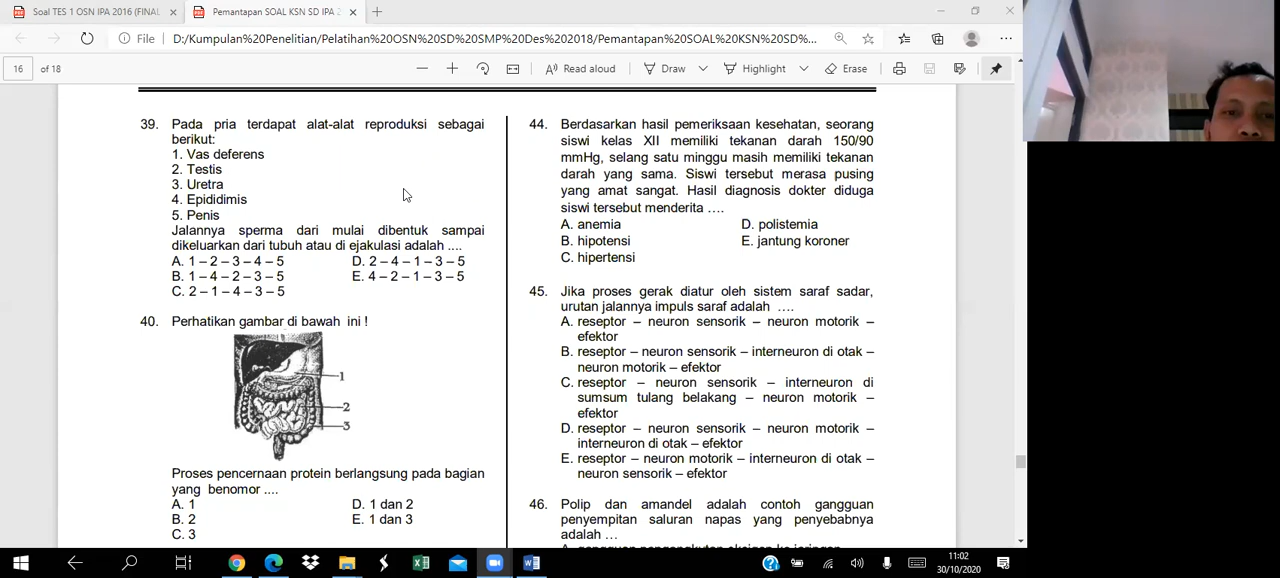 Soal TES 1 OSN IPA 2016 (FINAL
Pemantapan SOAL KSN SD IPA 2
File
D:/Kumpulan%20Penelitian/Pelatihan%20OSN%20SD%20SMP%20Des%202018/Pemantapan%20SOAL%20KSN%20SD%...
16 of 18
Read aloud
Draw
Highlight
Erase
39. Pada pria terdapat alat-alat reproduksi sebagai
berikut:
1. Vas deferens
2. Testis
3. Uretra
4. Epididimis
5. Penis
Jalannya sperma dari mulai dibentuk sampai
dikeluarkan dari tubuh atau di ejakulasi adalah ....
A. 1 – 2 – 3 – 4 – 5 D. 2 – 4 – 1 – 3 – 5
B. 1 – 4 – 2 – 3 – 5 E. 4 – 2 – 1 – 3 – 5
C. 2 – 1 – 4 – 3 – 5
40. Perhatikan gambar di bawah ini !
1
2
3
Proses pencernaan protein berlangsung pada bagian
yang benomor ....
A. 1 D. 1 dan 2
B. 2 E. 1 dan 3
C. 3
44. Berdasarkan hasil pemeriksaan kesehatan, seorang
siswi kelas XII memiliki tekanan darah 150/90
mmHg, selang satu minggu masih memiliki tekanan
darah yang sama. Siswi tersebut merasa pusing
yang amat sangat. Hasil diagnosis dokter diduga
siswi tersebut menderita ....
A. anemia D. polistemia
B. hipotensi E. jantung koroner
C. hipertensi
45. Jika proses gerak diatur oleh sistem saraf sadar,
urutan jalannya impuls saraf adalah ....
A. reseptor – neuron sensorik – neuron motorik –
efektor
B. reseptor – neuron sensorik – interneuron di otak –
neuron motorik – efektor
C. reseptor – neuron sensorik – interneuron di
sumsum tulang belakang – neuron motorik –
efektor
D. reseptor – neuron sensorik – neuron motorik –
interneuron di otak – efektor
E. reseptor – neuron motorik – interneuron di otak –
neuron sensorik – efektor
46. Polip dan amandel adalah contoh gangguan
penyempitan saluran napas yang penyebabnya
adalah ...
A. gangguan pengangkutan oksigen ke jaringan
11:02
30/10/2020